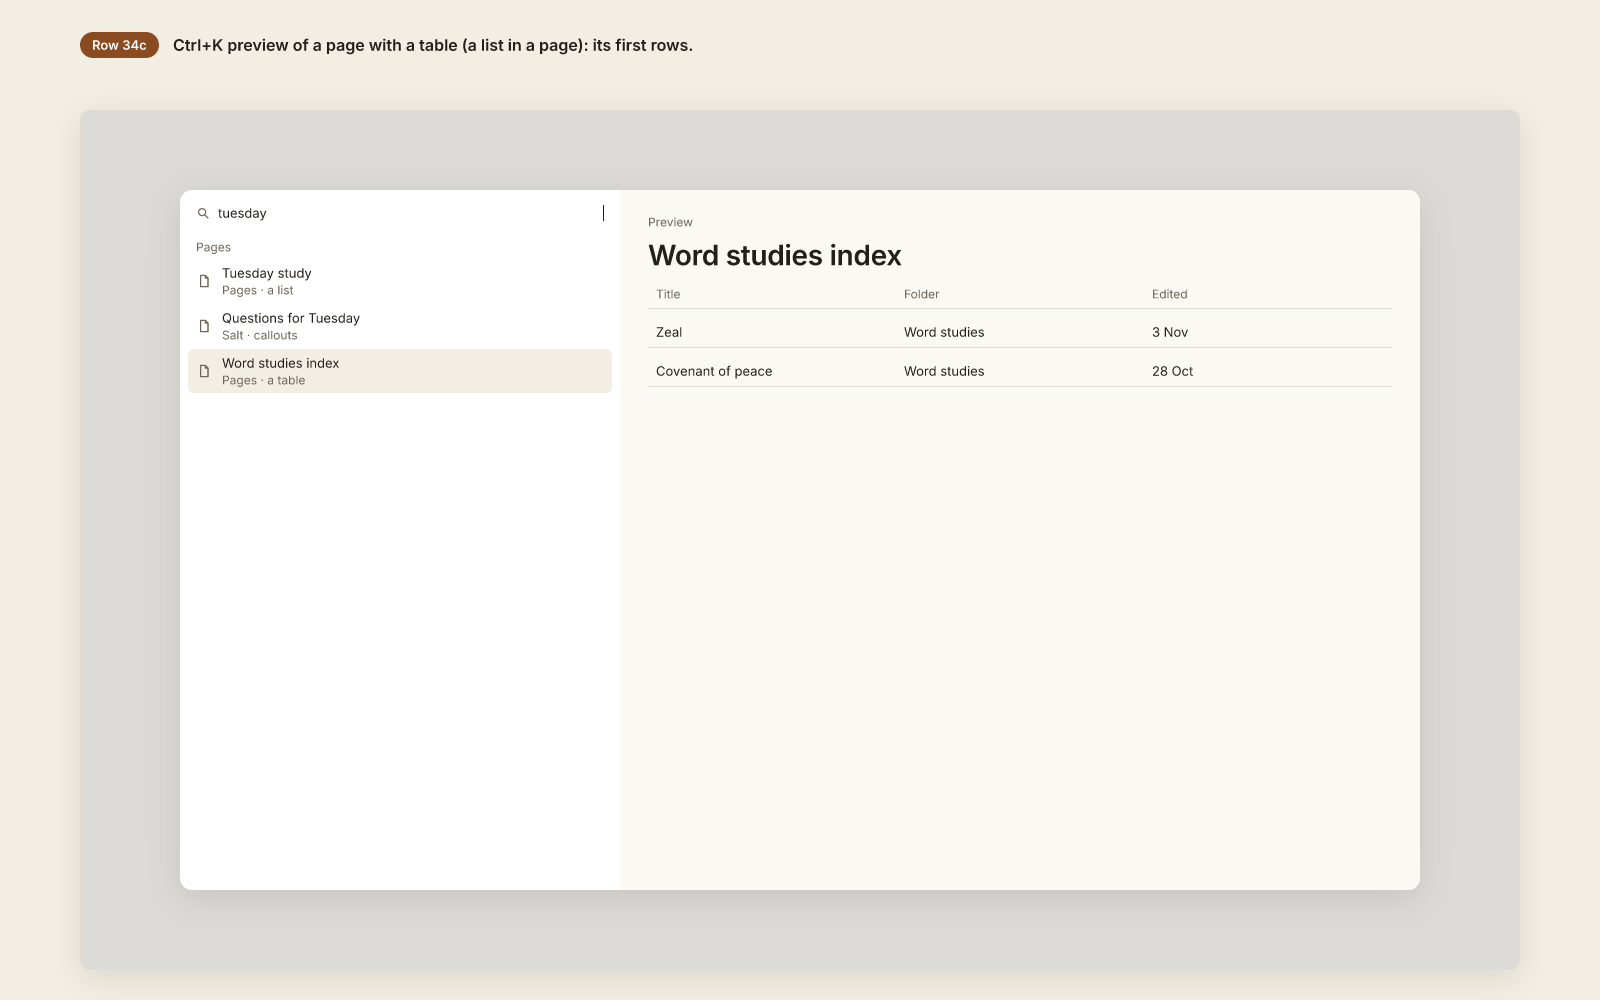 Row 34c
Ctrl+K preview of a page with a table (a list in a page): its first rows.
tuesday
Pages
Tuesday study
Pages · a list
Questions for Tuesday
Salt · callouts
Word studies index
Pages · a table
Preview
Word studies index
Title Folder Edited
Zeal Word studies 3 Nov
Covenant of peace Word studies 28 Oct